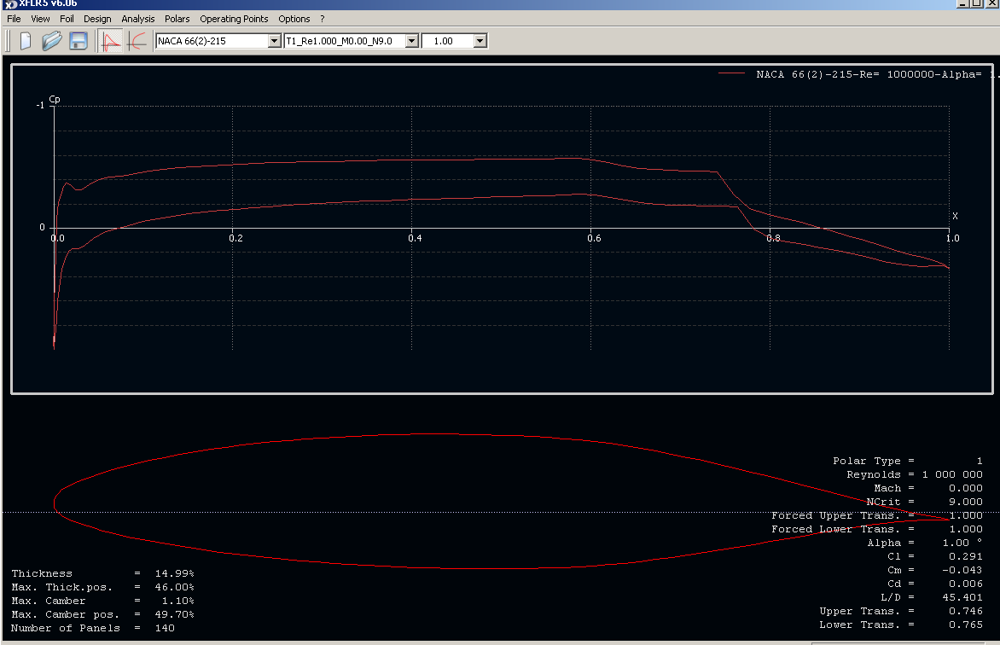 XFLR5 v6.06
File View Foil Design Analysis Polars Operating Points Options ?
NACA 66(2)-215 T1_Re1.000_M0.00_N9.0 1.00
NACA 66(2)-215-Re= 1000000-Alpha= 1.
Cp
-1
X
0
0.0 0.2 0.4 0.6 0.8 1.0
Polar Type = 1
Reynolds = 1 000 000
Mach = 0.000
NCrit = 9.000
Forced Upper Trans. = 1.000
Forced Lower Trans. = 1.000
Alpha = 1.00 °
Cl = 0.291
Cm = -0.043
Cd = 0.006
L/D = 45.401
Upper Trans. = 0.746
Lower Trans. = 0.765
Thickness = 14.99%
Max. Thick.pos. = 46.00%
Max. Camber = 1.10%
Max. Camber pos. = 49.70%
Number of Panels = 140